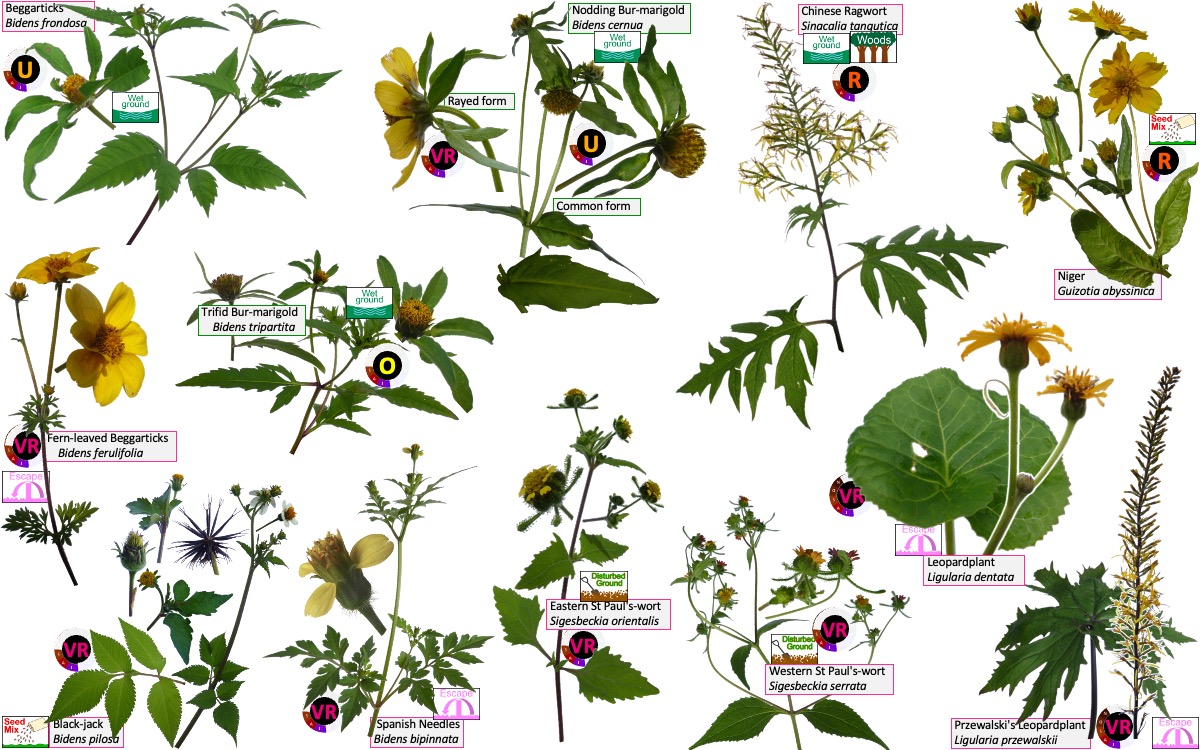 Beggarticks
Bidens frondosa
U
Wet
ground
Nodding Bur-marigold
Bidens cernua
Wet
ground
Rayed form
VR
U
Common form
Chinese Ragwort
Sinacalia tangutica
Wet
ground
Woods
R
Seed
Mix
R
Niger
Guizotia abyssinica
Trifid Bur-marigold
Bidens tripartita
Wet
ground
O
VR
Fern-leaved Beggarticks
Bidens ferulifolia
Escape
VR
Seed
Mix
Black-jack
Bidens pilosa
VR
Escape
Spanish Needles
Bidens bipinnata
Disturbed
Ground
Eastern St Paul's-wort
Sigesbeckia orientalis
VR
VR
Disturbed
Ground
Western St Paul's-wort
Sigesbeckia serrata
VR
Escape
Leopardplant
Ligularia dentata
Przewalski's Leopardplant
Ligularia przewalskii
VR
Escape